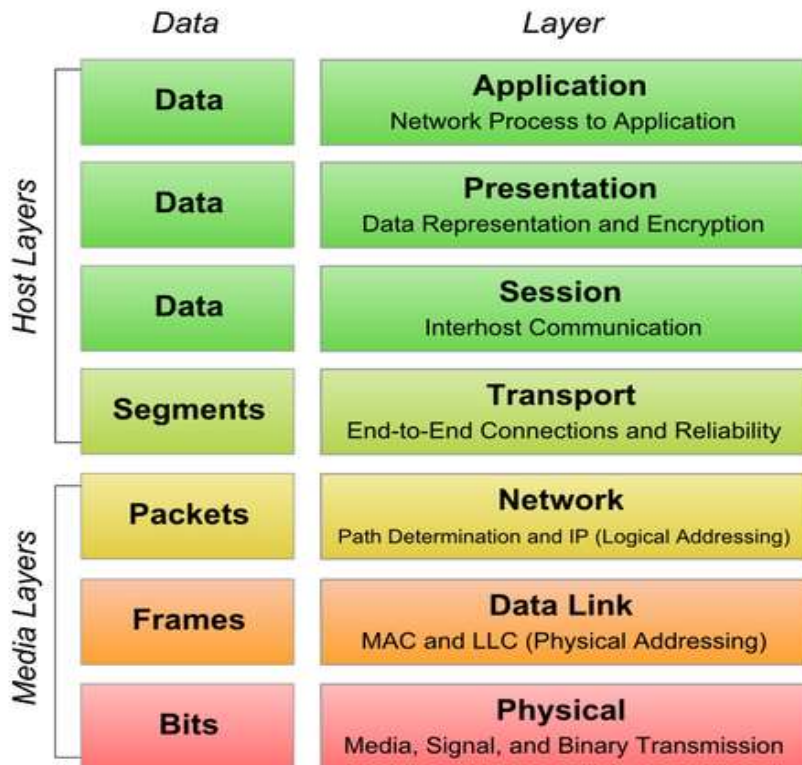 Data
Layer
Host Layers
Data
Application
Network Process to Application
Data
Presentation
Data Representation and Encryption
Data
Session
Interhost Communication
Segments
Transport
End-to-End Connections and Reliability
Media Layers
Packets
Network
Path Determination and IP (Logical Addressing)
Frames
Data Link
MAC and LLC (Physical Addressing)
Bits
Physical
Media, Signal, and Binary Transmission